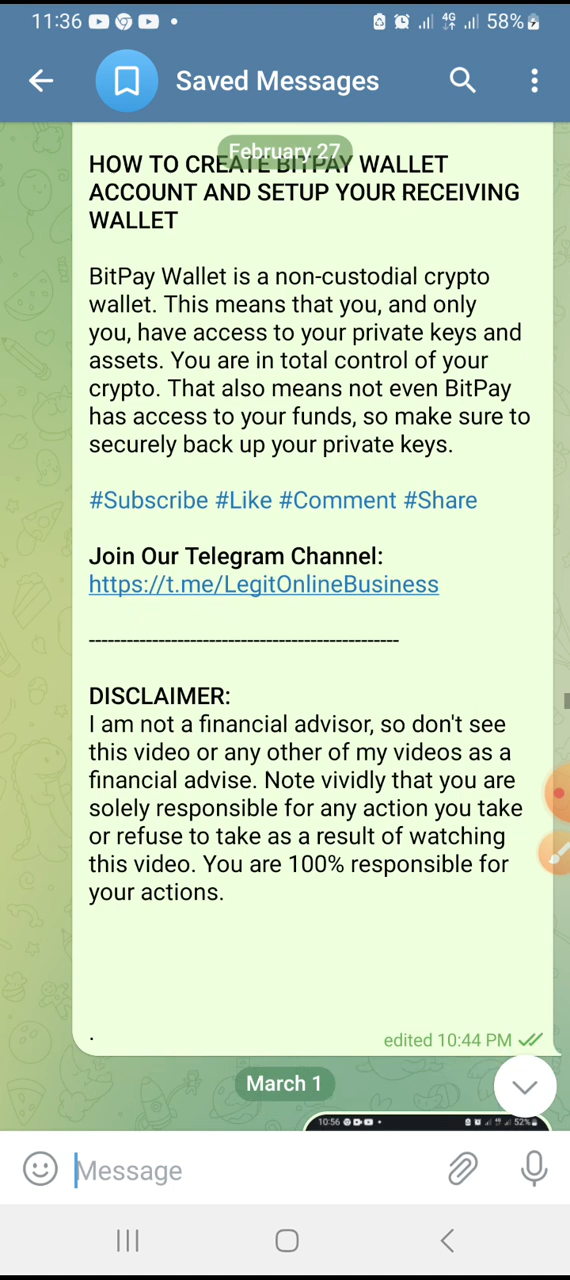 11:36
4G
58%
Saved Messages
February 27
HOW TO CREATE BITPAY WALLET
ACCOUNT AND SETUP YOUR RECEIVING
WALLET
BitPay Wallet is a non-custodial crypto
wallet. This means that you, and only
you, have access to your private keys and
assets. You are in total control of your
crypto. That also means not even BitPay
has access to your funds, so make sure to
securely back up your private keys.
#Subscribe #Like #Comment #Share
Join Our Telegram Channel:
https://t.me/LegitOnlineBusiness
-------------------------------------------------
DISCLAIMER:
I am not a financial advisor, so don't see
this video or any other of my videos as a
financial advise. Note vividly that you are
solely responsible for any action you take
or refuse to take as a result of watching
this video. You are 100% responsible for
your actions.
.
edited 10:44 PM
March 1
10:56
52%
Message